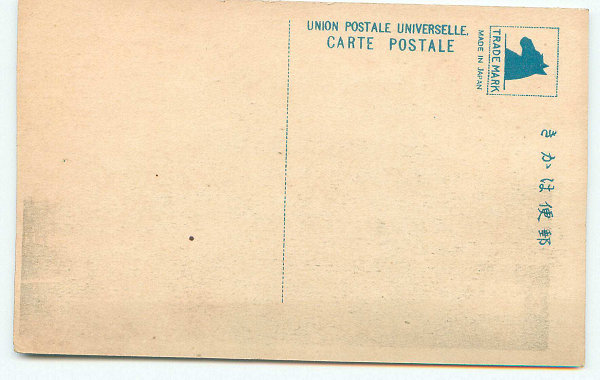 UNION POSTALE UNIVERSELLE.
CARTE POSTALE
TRADE MARK
MADE IN JAPAN
きかは便郵